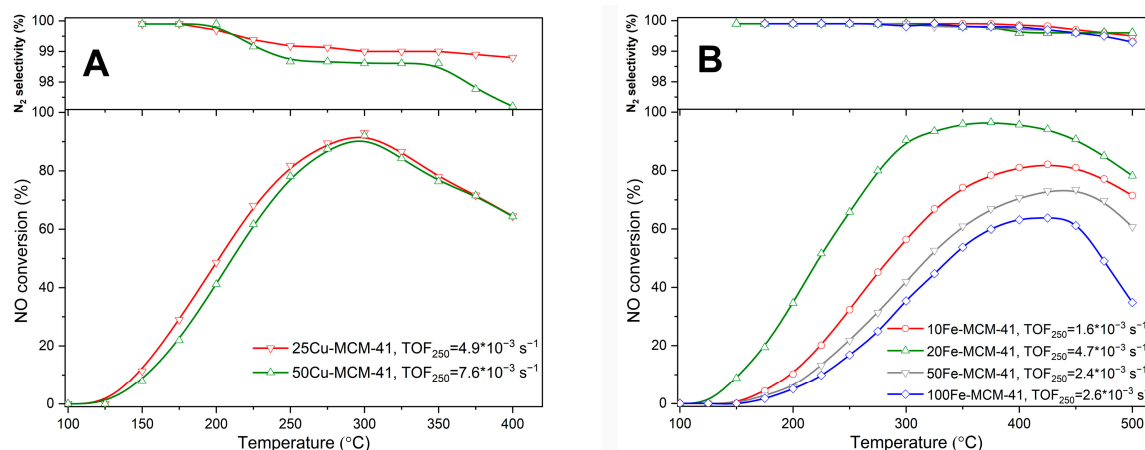 A
N₂ selectivity (%)
100
99
98
100
NO conversion (%)
80
60
40
20
0
25Cu-MCM-41, TOF₂₅₀=4.9*10⁻³ s⁻¹
50Cu-MCM-41, TOF₂₅₀=7.6*10⁻³ s⁻¹
100 150 200 250 300 350 400
Temperature (°C)
B
N₂ selectivity (%)
100
99
98
100
NO conversion (%)
80
60
40
20
0
10Fe-MCM-41, TOF₂₅₀=1.6*10⁻³ s⁻¹
20Fe-MCM-41, TOF₂₅₀=4.7*10⁻³ s⁻¹
50Fe-MCM-41, TOF₂₅₀=2.4*10⁻³ s⁻¹
100Fe-MCM-41, TOF₂₅₀=2.6*10⁻³ s
100 200 300 400 500
Temperature (°C)